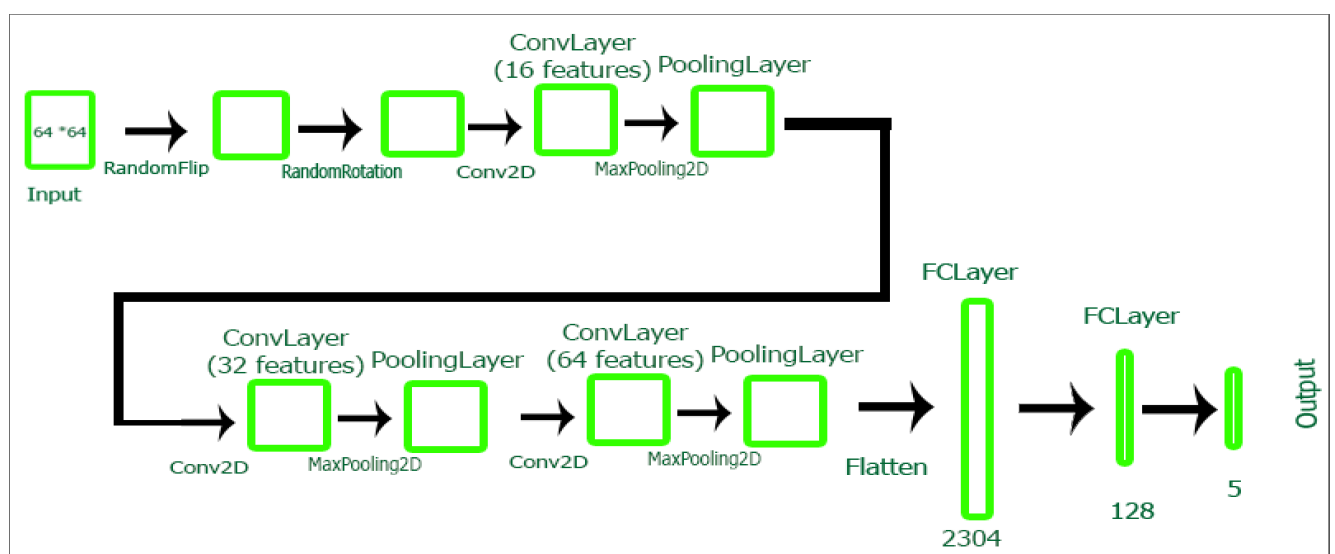 64 *64
Input
RandomFlip
RandomRotation
Conv2D
ConvLayer
(16 features)
MaxPooling2D
PoolingLayer
Conv2D
ConvLayer
(32 features)
MaxPooling2D
PoolingLayer
Conv2D
ConvLayer
(64 features)
MaxPooling2D
PoolingLayer
Flatten
FCLayer
2304
FCLayer
128
5
Output